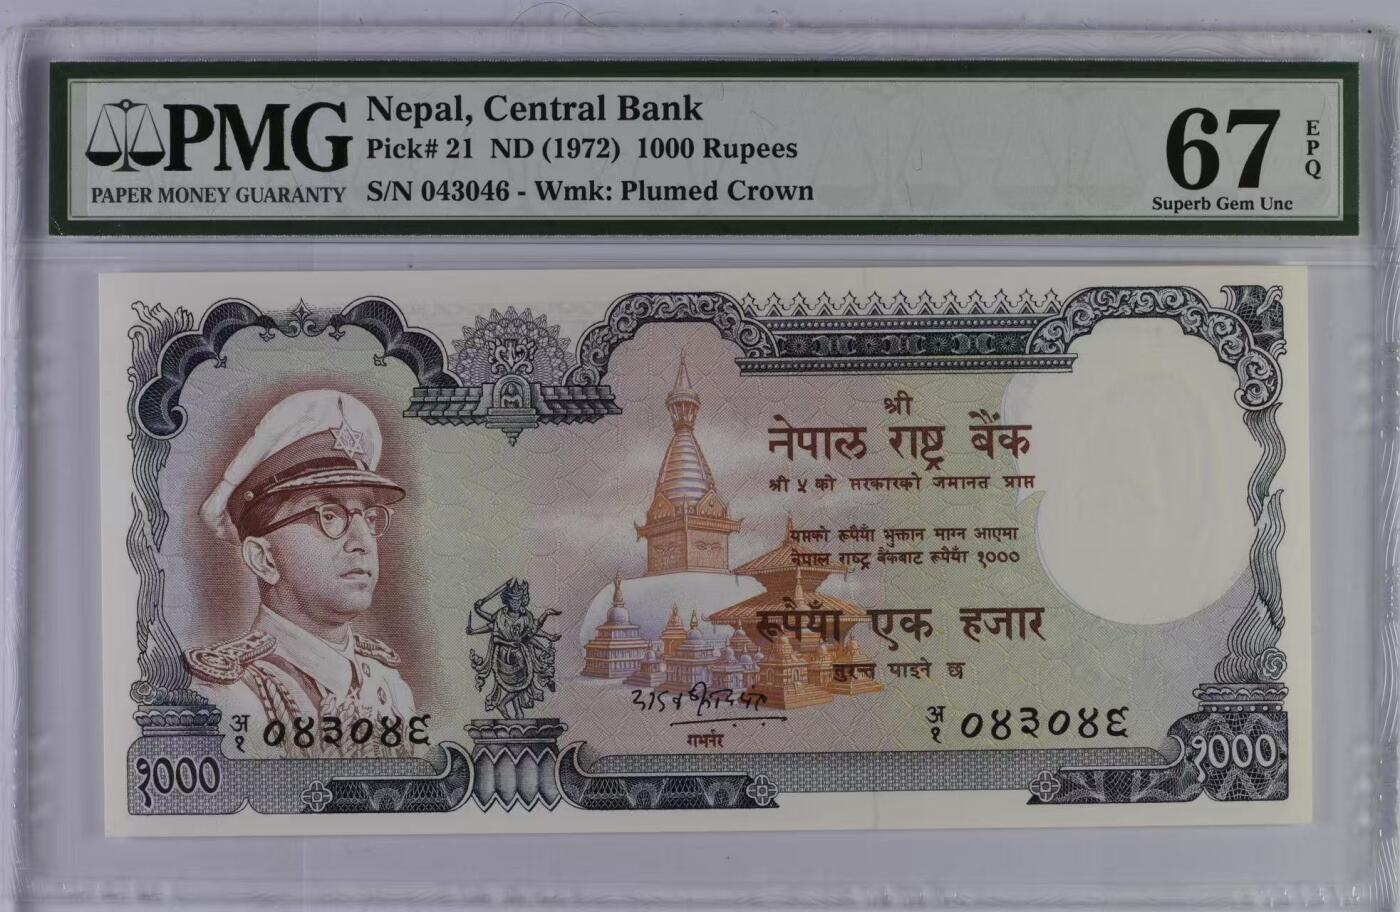 PMG
PAPER MONEY GUARANTY
Nepal, Central Bank
Pick# 21 ND (1972) 1000 Rupees
S/N 043046 - Wmk: Plumed Crown
67
EPQ
Superb Gem Unc
श्री
नेपाल राष्ट्र बैंक
श्री ५ को सरकारको जमानत प्राप्त
यसको रूपैयाँ भुक्तान माग्न आएमा
नेपाल राष्ट्र बैंकबाट रूपैयाँ १०००
रूपैयाँ एक हजार
तुरन्त पाइने छ
गभर्नर
अ/१ ०४३०४६
अ/१ ०४३०४६
१०००
१०००